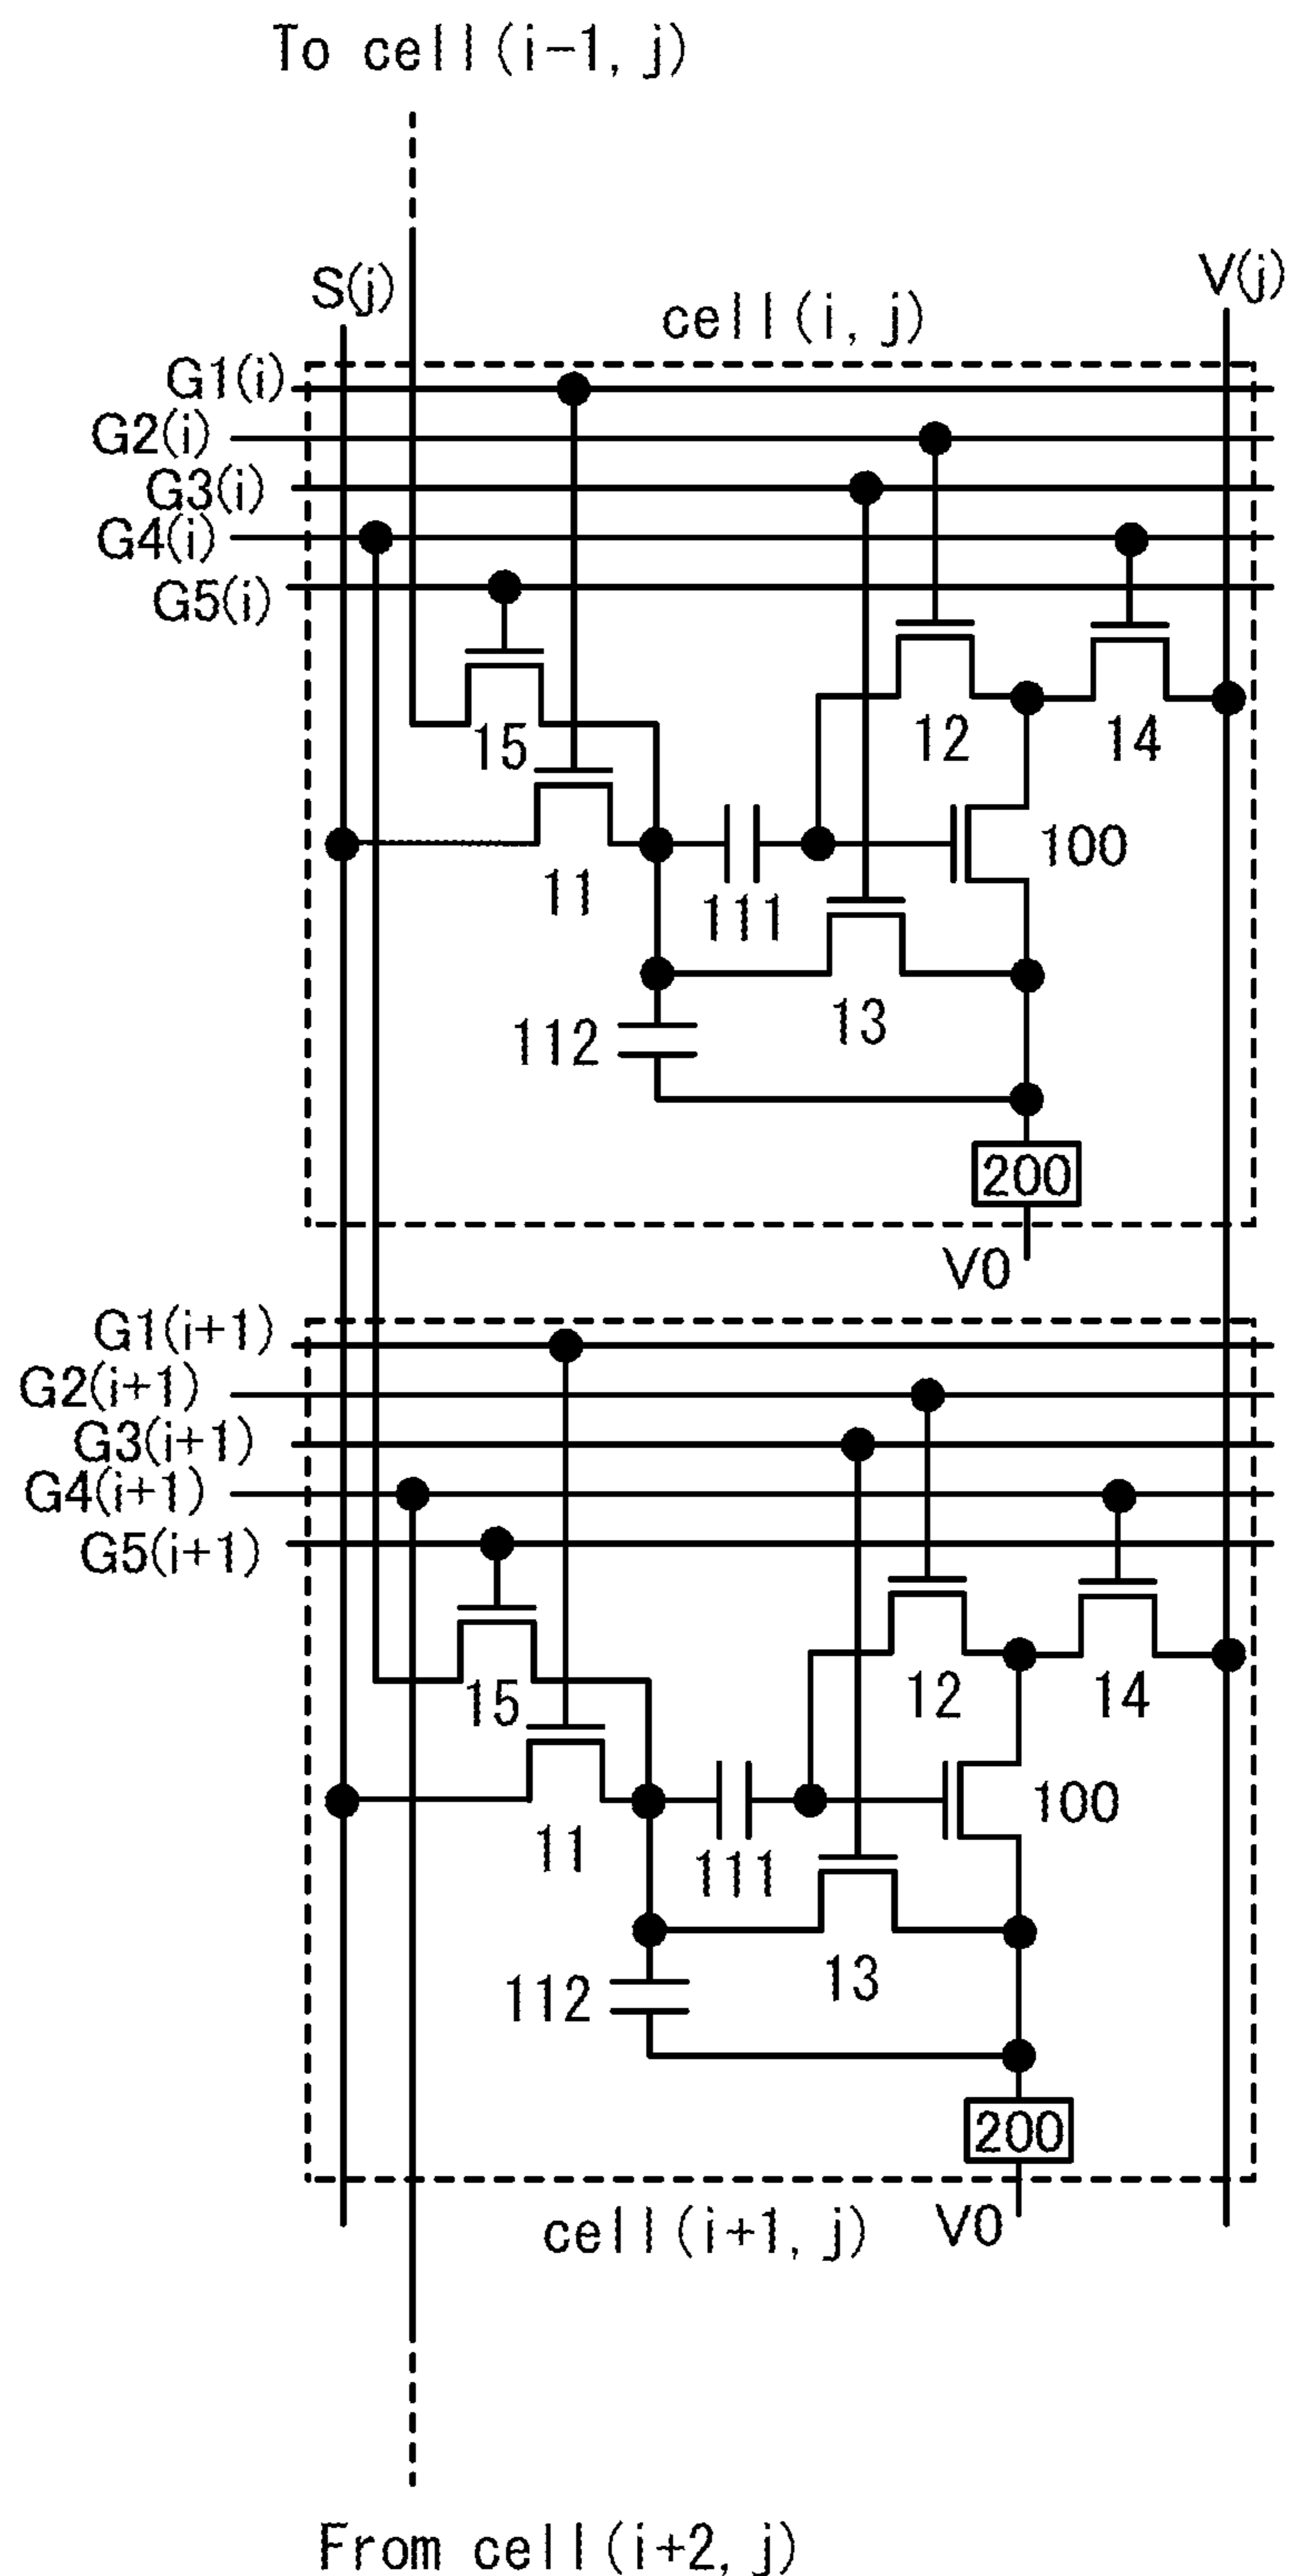 To cell(i-1, j)
S(j)
V(j)
cell(i, j)
G1(i)
G2(i)
G3(i)
G4(i)
G5(i)
15
12
14
11
111
100
112
13
200
V0
G1(i+1)
G2(i+1)
G3(i+1)
G4(i+1)
G5(i+1)
15
12
14
11
111
100
112
13
200
V0
cell(i+1, j)
From cell(i+2, j)